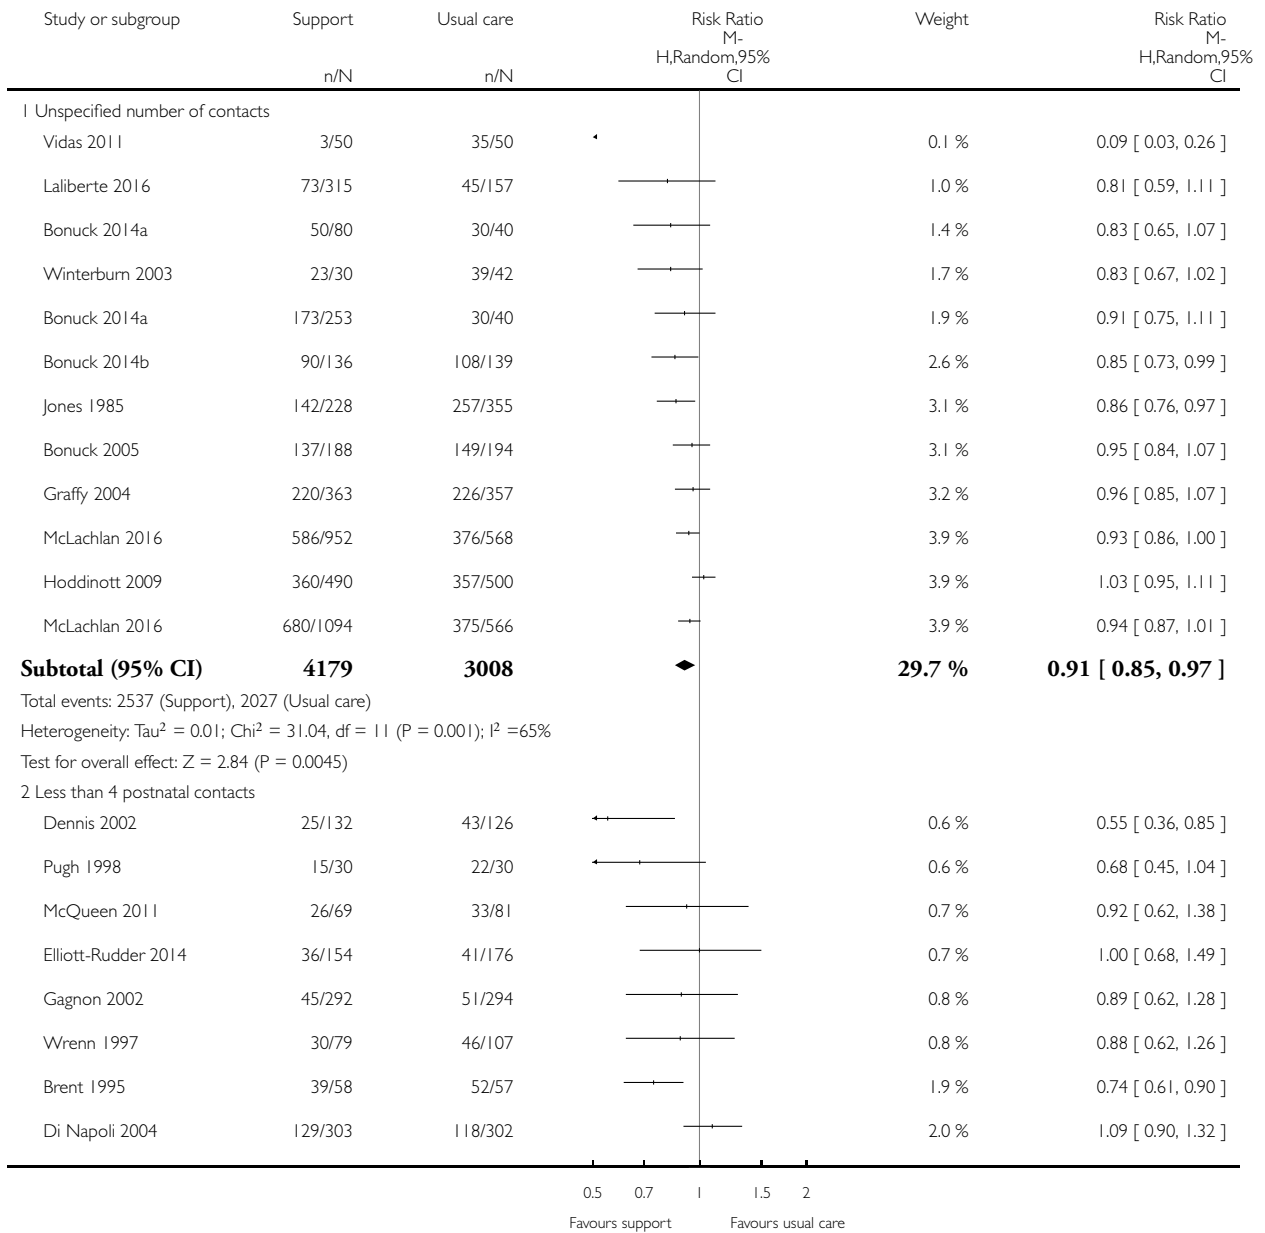 Study or subgroup Support Usual care Risk Ratio Weight Risk Ratio
M- M-
H,Random,95% H,Random,95%
n/N n/N CI CI
1 Unspecified number of contacts
Vidas 2011 3/50 35/50 0.1 % 0.09 [ 0.03, 0.26 ]
Laliberte 2016 73/315 45/157 1.0 % 0.81 [ 0.59, 1.11 ]
Bonuck 2014a 50/80 30/40 1.4 % 0.83 [ 0.65, 1.07 ]
Winterburn 2003 23/30 39/42 1.7 % 0.83 [ 0.67, 1.02 ]
Bonuck 2014a 173/253 30/40 1.9 % 0.91 [ 0.75, 1.11 ]
Bonuck 2014b 90/136 108/139 2.6 % 0.85 [ 0.73, 0.99 ]
Jones 1985 142/228 257/355 3.1 % 0.86 [ 0.76, 0.97 ]
Bonuck 2005 137/188 149/194 3.1 % 0.95 [ 0.84, 1.07 ]
Graffy 2004 220/363 226/357 3.2 % 0.96 [ 0.85, 1.07 ]
McLachlan 2016 586/952 376/568 3.9 % 0.93 [ 0.86, 1.00 ]
Hoddinott 2009 360/490 357/500 3.9 % 1.03 [ 0.95, 1.11 ]
McLachlan 2016 680/1094 375/566 3.9 % 0.94 [ 0.87, 1.01 ]
Subtotal (95% CI) 4179 3008 29.7 % 0.91 [ 0.85, 0.97 ]
Total events: 2537 (Support), 2027 (Usual care)
Heterogeneity: Tau² = 0.01; Chi² = 31.04, df = 11 (P = 0.001); I² =65%
Test for overall effect: Z = 2.84 (P = 0.0045)
2 Less than 4 postnatal contacts
Dennis 2002 25/132 43/126 0.6 % 0.55 [ 0.36, 0.85 ]
Pugh 1998 15/30 22/30 0.6 % 0.68 [ 0.45, 1.04 ]
McQueen 2011 26/69 33/81 0.7 % 0.92 [ 0.62, 1.38 ]
Elliott-Rudder 2014 36/154 41/176 0.7 % 1.00 [ 0.68, 1.49 ]
Gagnon 2002 45/292 51/294 0.8 % 0.89 [ 0.62, 1.28 ]
Wrenn 1997 30/79 46/107 0.8 % 0.88 [ 0.62, 1.26 ]
Brent 1995 39/58 52/57 1.9 % 0.74 [ 0.61, 0.90 ]
Di Napoli 2004 129/303 118/302 2.0 % 1.09 [ 0.90, 1.32 ]
0.5 0.7 1 1.5 2
Favours support Favours usual care